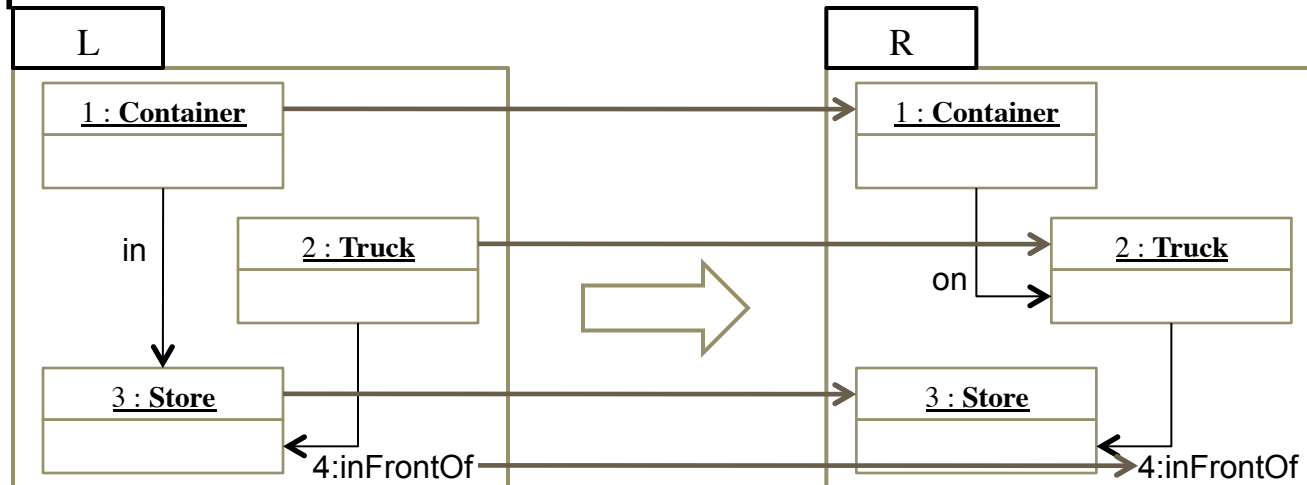 L
1 : Container
in
2 : Truck
3 : Store
4:inFrontOf
R
1 : Container
on
2 : Truck
3 : Store
4:inFrontOf